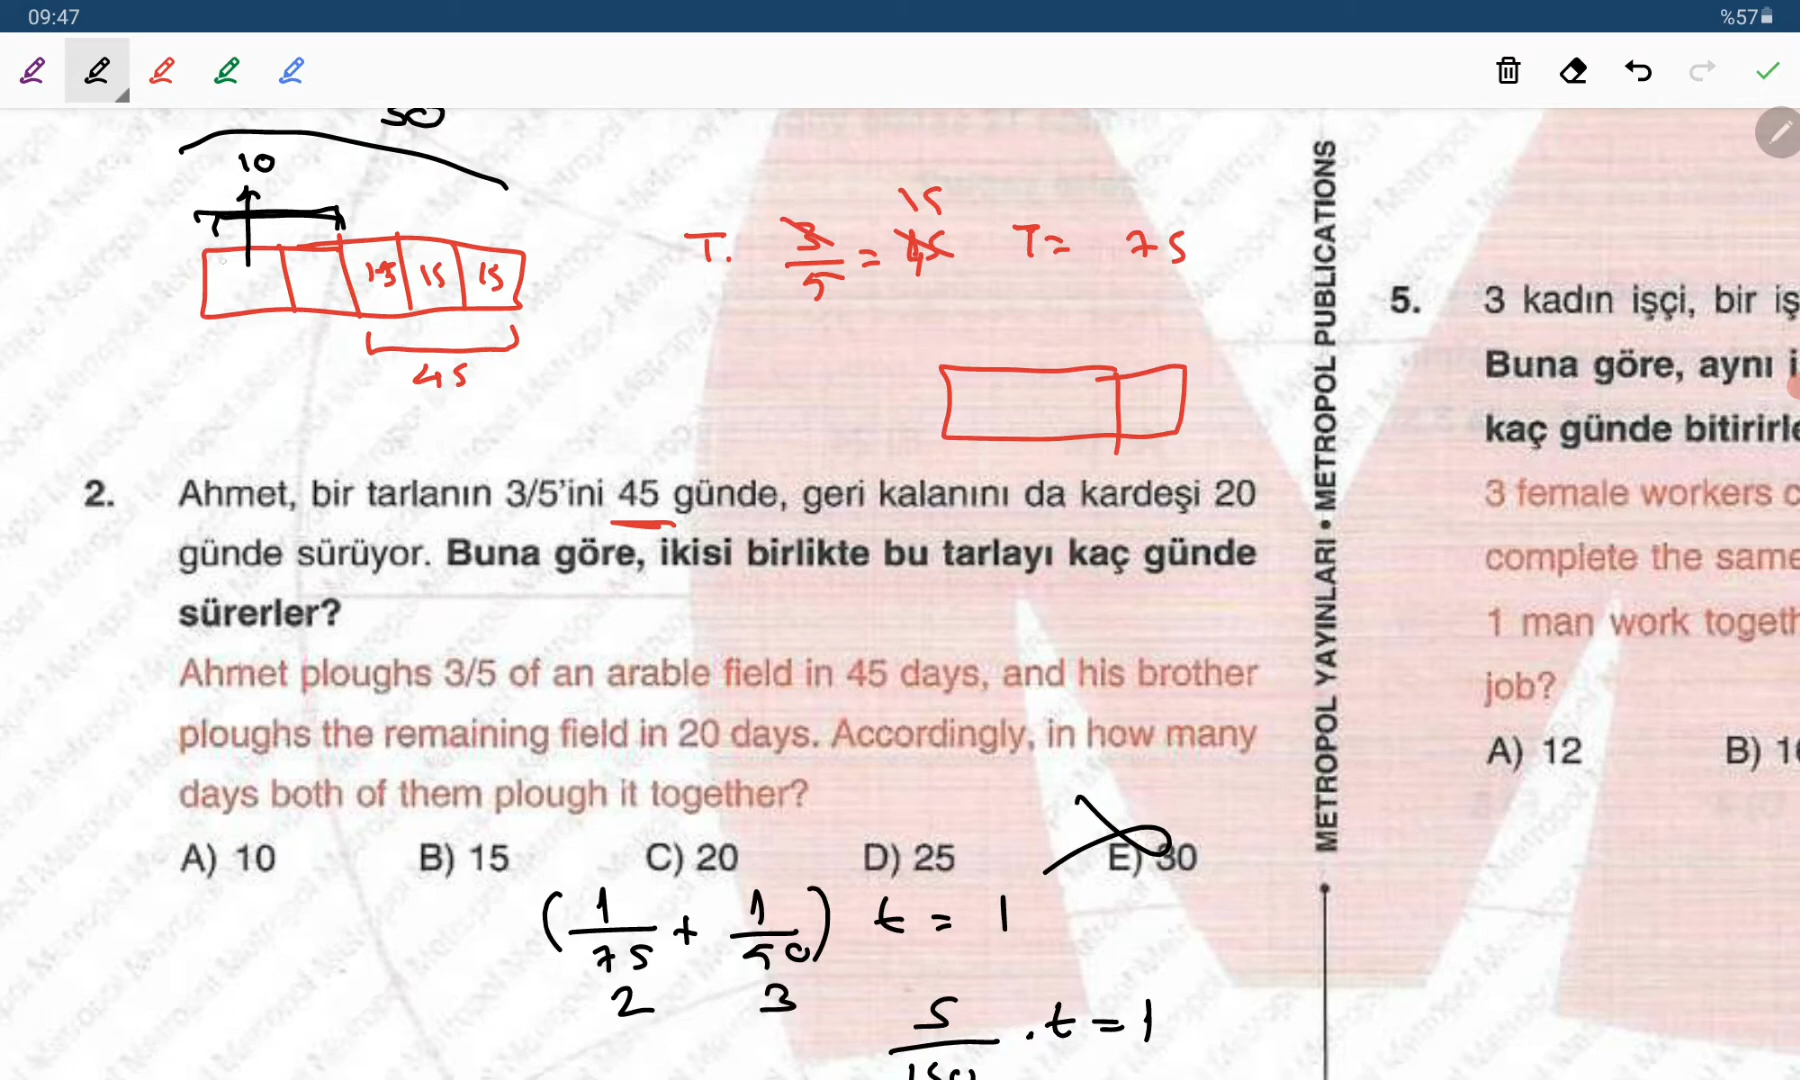 09:47
%57
50
10
15 15 15
45
T. 3/5 = 45 T = 75
15
2. Ahmet, bir tarlanın 3/5'ini 45 günde, geri kalanını da kardeşi 20
günde sürüyor. Buna göre, ikisi birlikte bu tarlayı kaç günde
sürerler?
Ahmet ploughs 3/5 of an arable field in 45 days, and his brother
ploughs the remaining field in 20 days. Accordingly, in how many
days both of them plough it together?
A) 10 B) 15 C) 20 D) 25 E) 30
(1/75 + 1/50) t = 1
2 3
5/150 . t = 1
METROPOL YAYINLARI • METROPOL PUBLICATIONS
5. 3 kadın işçi, bir iş
Buna göre, aynı i
kaç günde bitirirle
3 female workers c
complete the same
1 man work togeth
job?
A) 12 B) 16